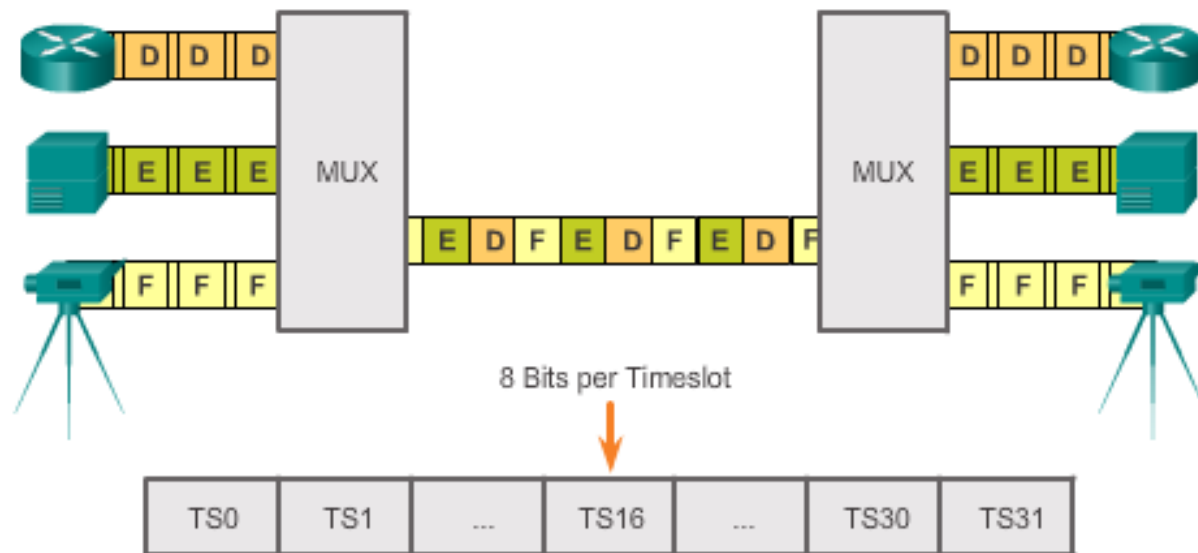 D D D
D D D
MUX
MUX
E E E
E E E
E D F E D F E D F
F F F
F F F
8 Bits per Timeslot
TS0 TS1 ... TS16 ... TS30 TS31